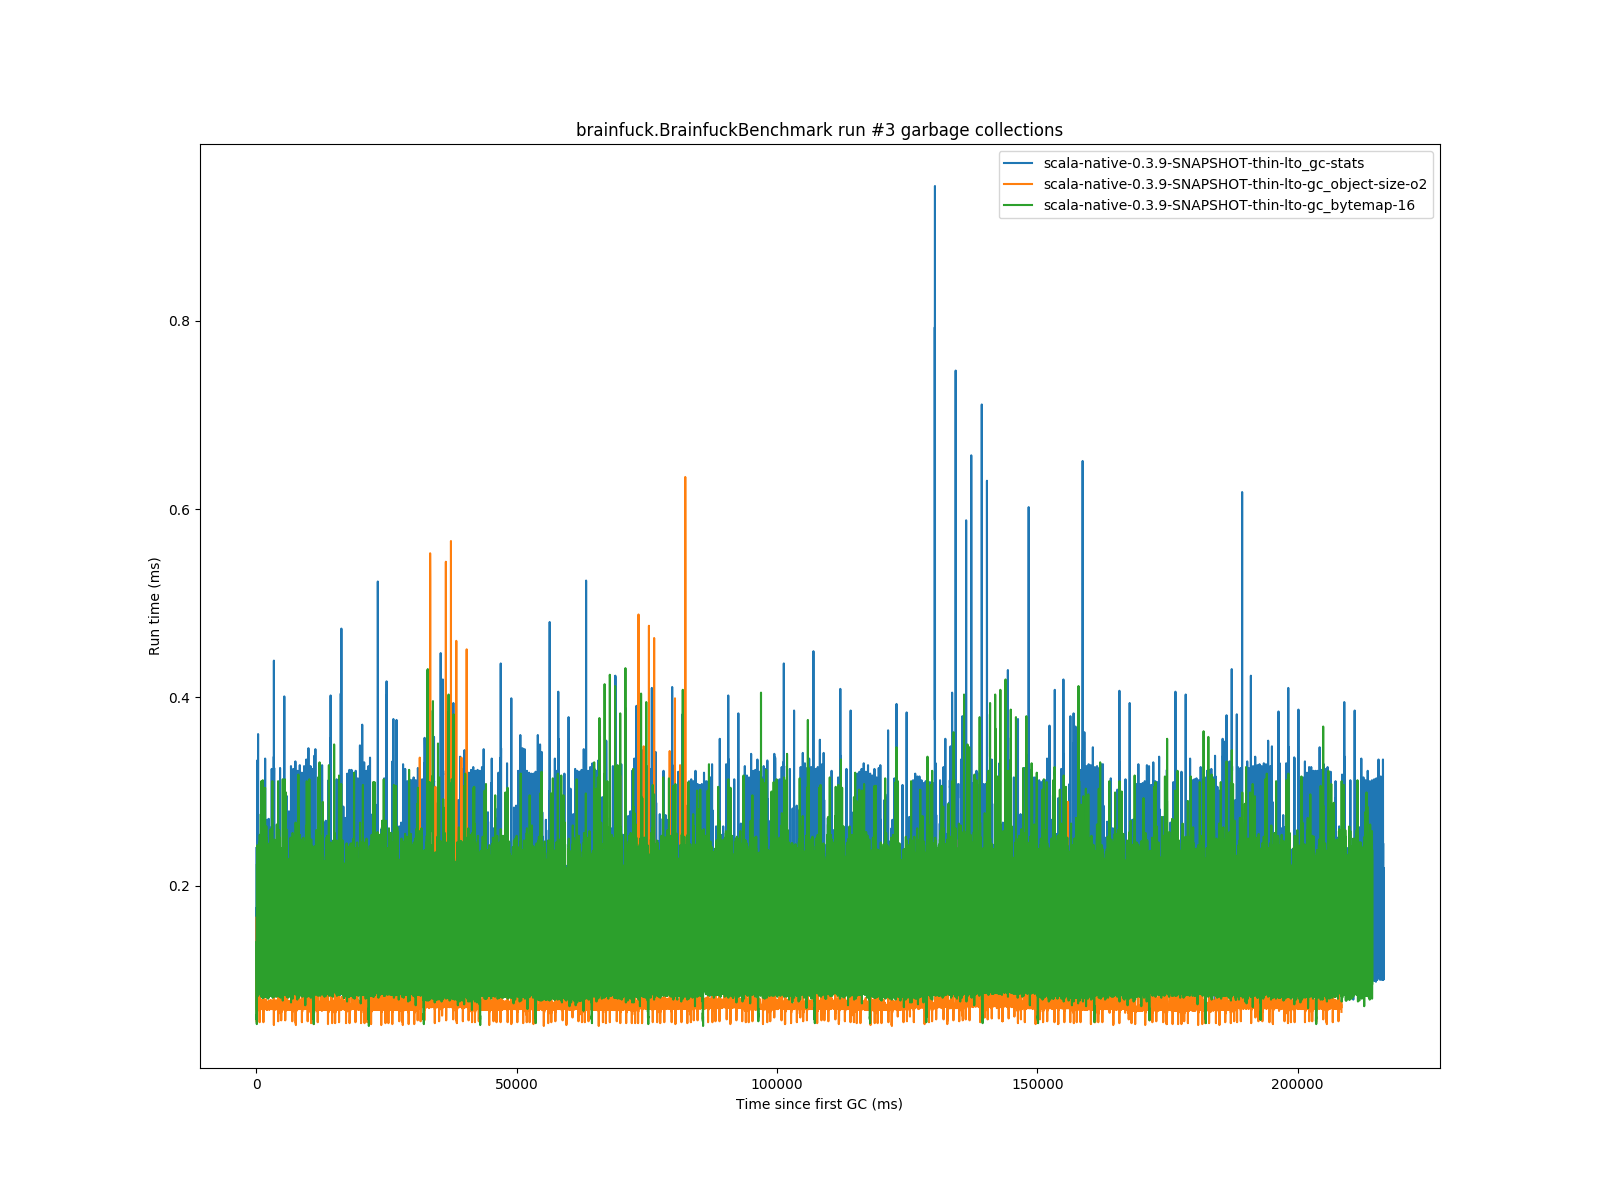 brainfuck.BrainfuckBenchmark run #3 garbage collections
scala-native-0.3.9-SNAPSHOT-thin-lto_gc-stats
scala-native-0.3.9-SNAPSHOT-thin-lto-gc_object-size-o2
scala-native-0.3.9-SNAPSHOT-thin-lto-gc_bytemap-16
0.8
0.6
Run time (ms)
0.4
0.2
0 50000 100000 150000 200000
Time since first GC (ms)